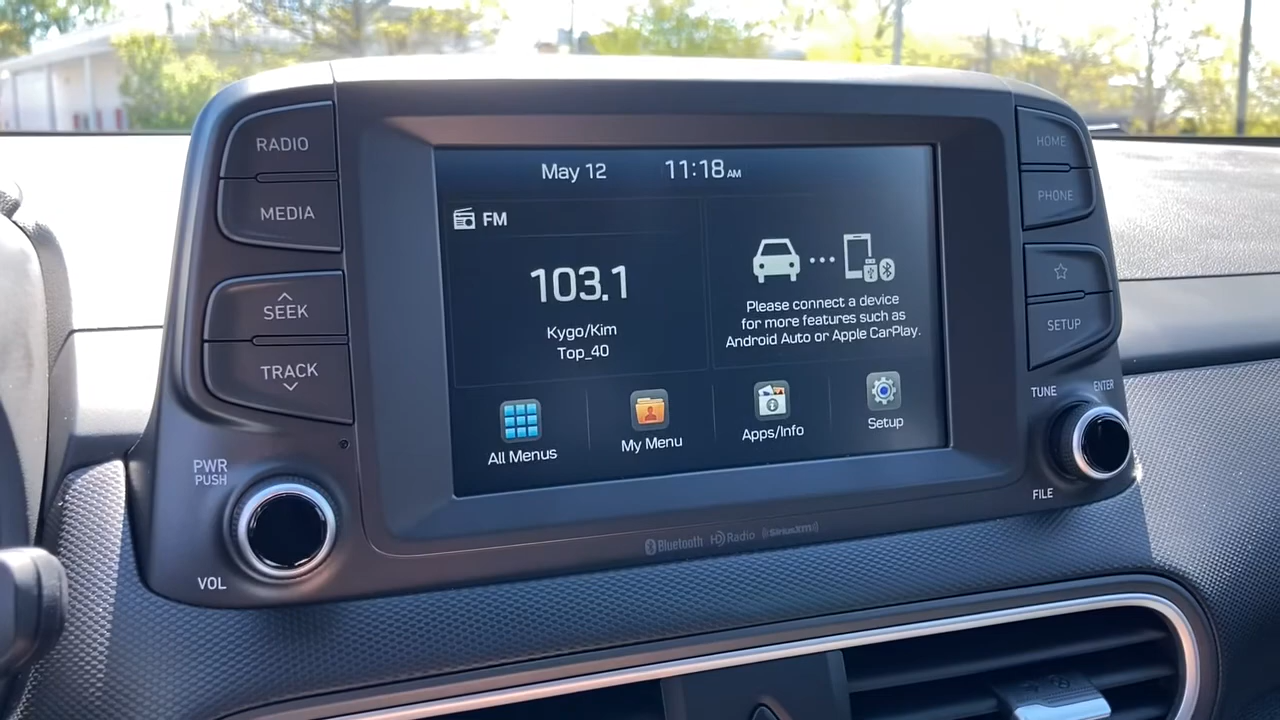 RADIO
MEDIA
SEEK
TRACK
PWR
PUSH
VOL
May 12 11:18 AM
FM
103.1
Kygo/Kim
Top_40
Please connect a device
for more features such as
Android Auto or Apple CarPlay.
All Menus
My Menu
Apps/Info
Setup
Bluetooth HD Radio SiriusXM
HOME
PHONE
SETUP
TUNE ENTER
FILE